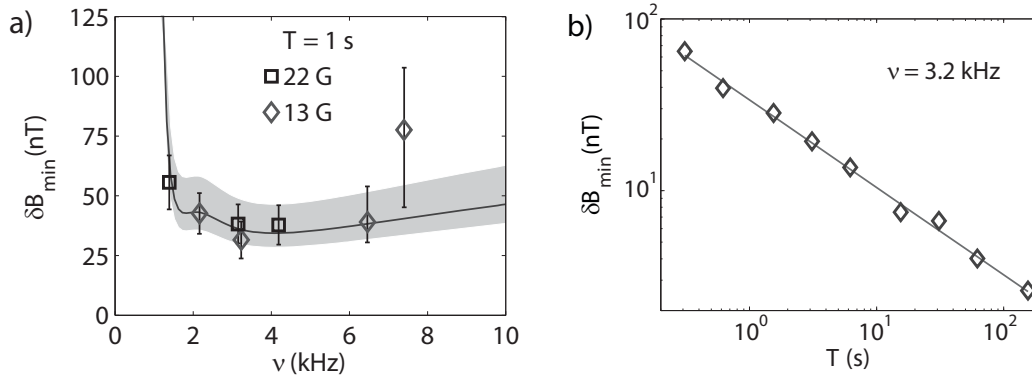 a)
125
100
75
50
25
0
δB_min (nT)
T = 1 s
22 G
13 G
0 2 4 6 8 10
ν (kHz)
b)
10^2
10^1
δB_min (nT)
ν = 3.2 kHz
10^0 10^1 10^2
T (s)